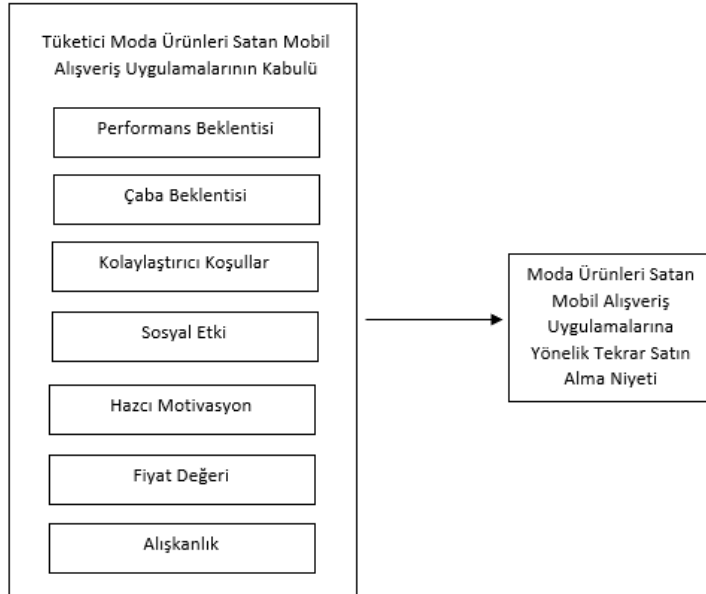 Tüketici Moda Ürünleri Satan Mobil
Alışveriş Uygulamalarının Kabulü
Performans Beklentisi
Çaba Beklentisi
Kolaylaştırıcı Koşullar
Sosyal Etki
Hazcı Motivasyon
Fiyat Değeri
Alışkanlık
Moda Ürünleri Satan
Mobil Alışveriş
Uygulamalarına
Yönelik Tekrar Satın
Alma Niyeti